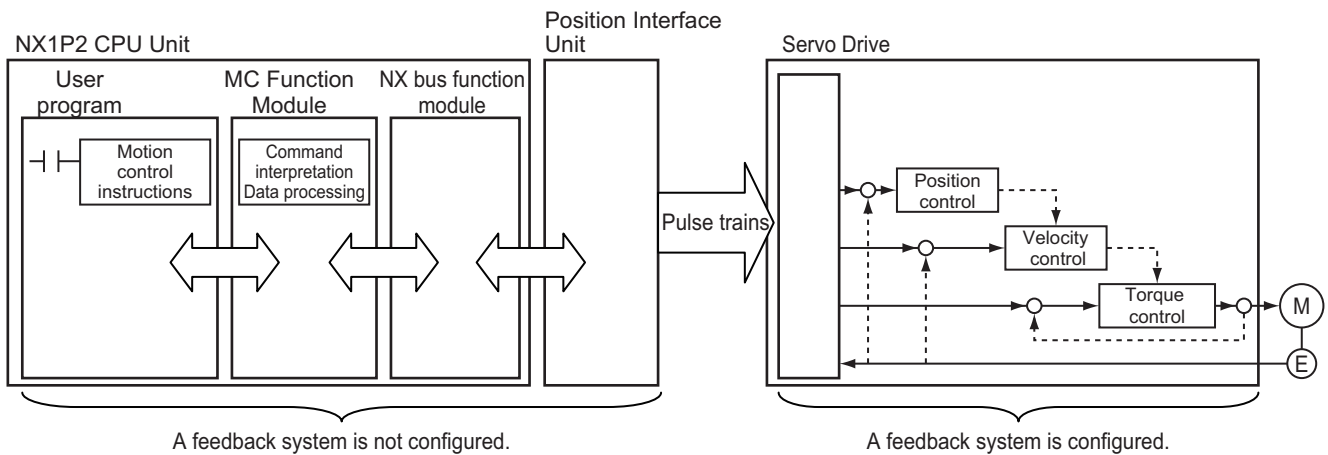 Position Interface
Unit
NX1P2 CPU Unit
Servo Drive
User
program
MC Function
Module
NX bus function
module
Motion
control
instructions
Command
interpretation
Data processing
Pulse trains
Position
control
Velocity
control
Torque
control
M
E
A feedback system is not configured.
A feedback system is configured.